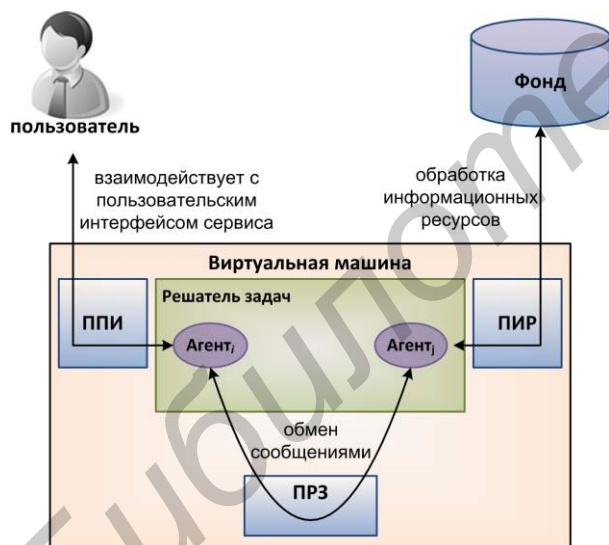 пользователь
Фонд
взаимодействует с
пользовательским
интерфейсом сервиса
обработка
информационных
ресурсов
Виртуальная машина
Решатель задач
ППИ
Агентi
Агентj
ПИР
обмен
сообщениями
ПРЗ